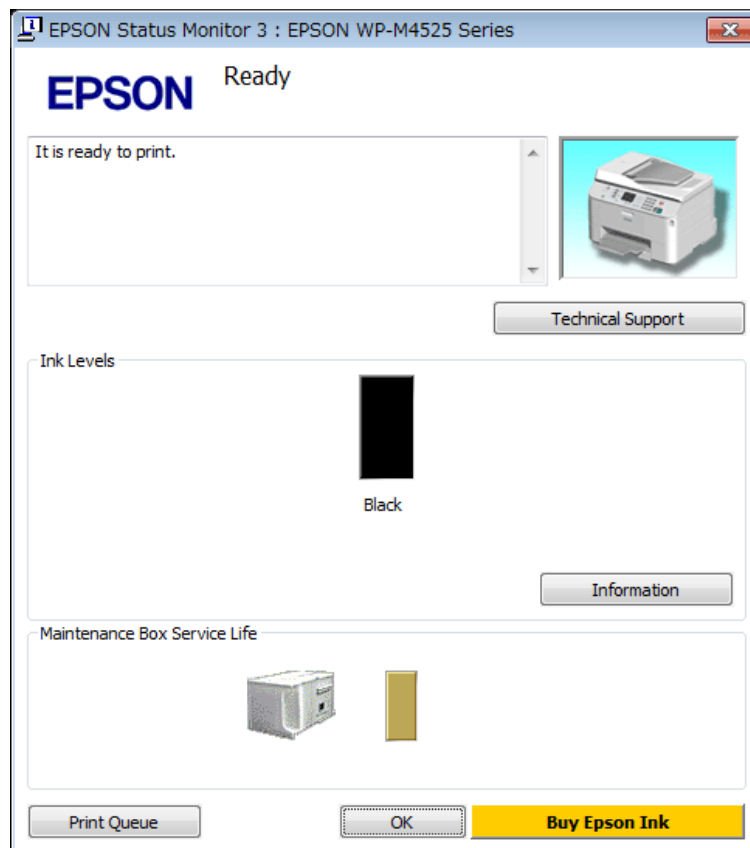 EPSON Status Monitor 3 : EPSON WP-M4525 Series
EPSON
Ready
It is ready to print.
Technical Support
Ink Levels
Black
Information
Maintenance Box Service Life
Print Queue
OK
Buy Epson Ink